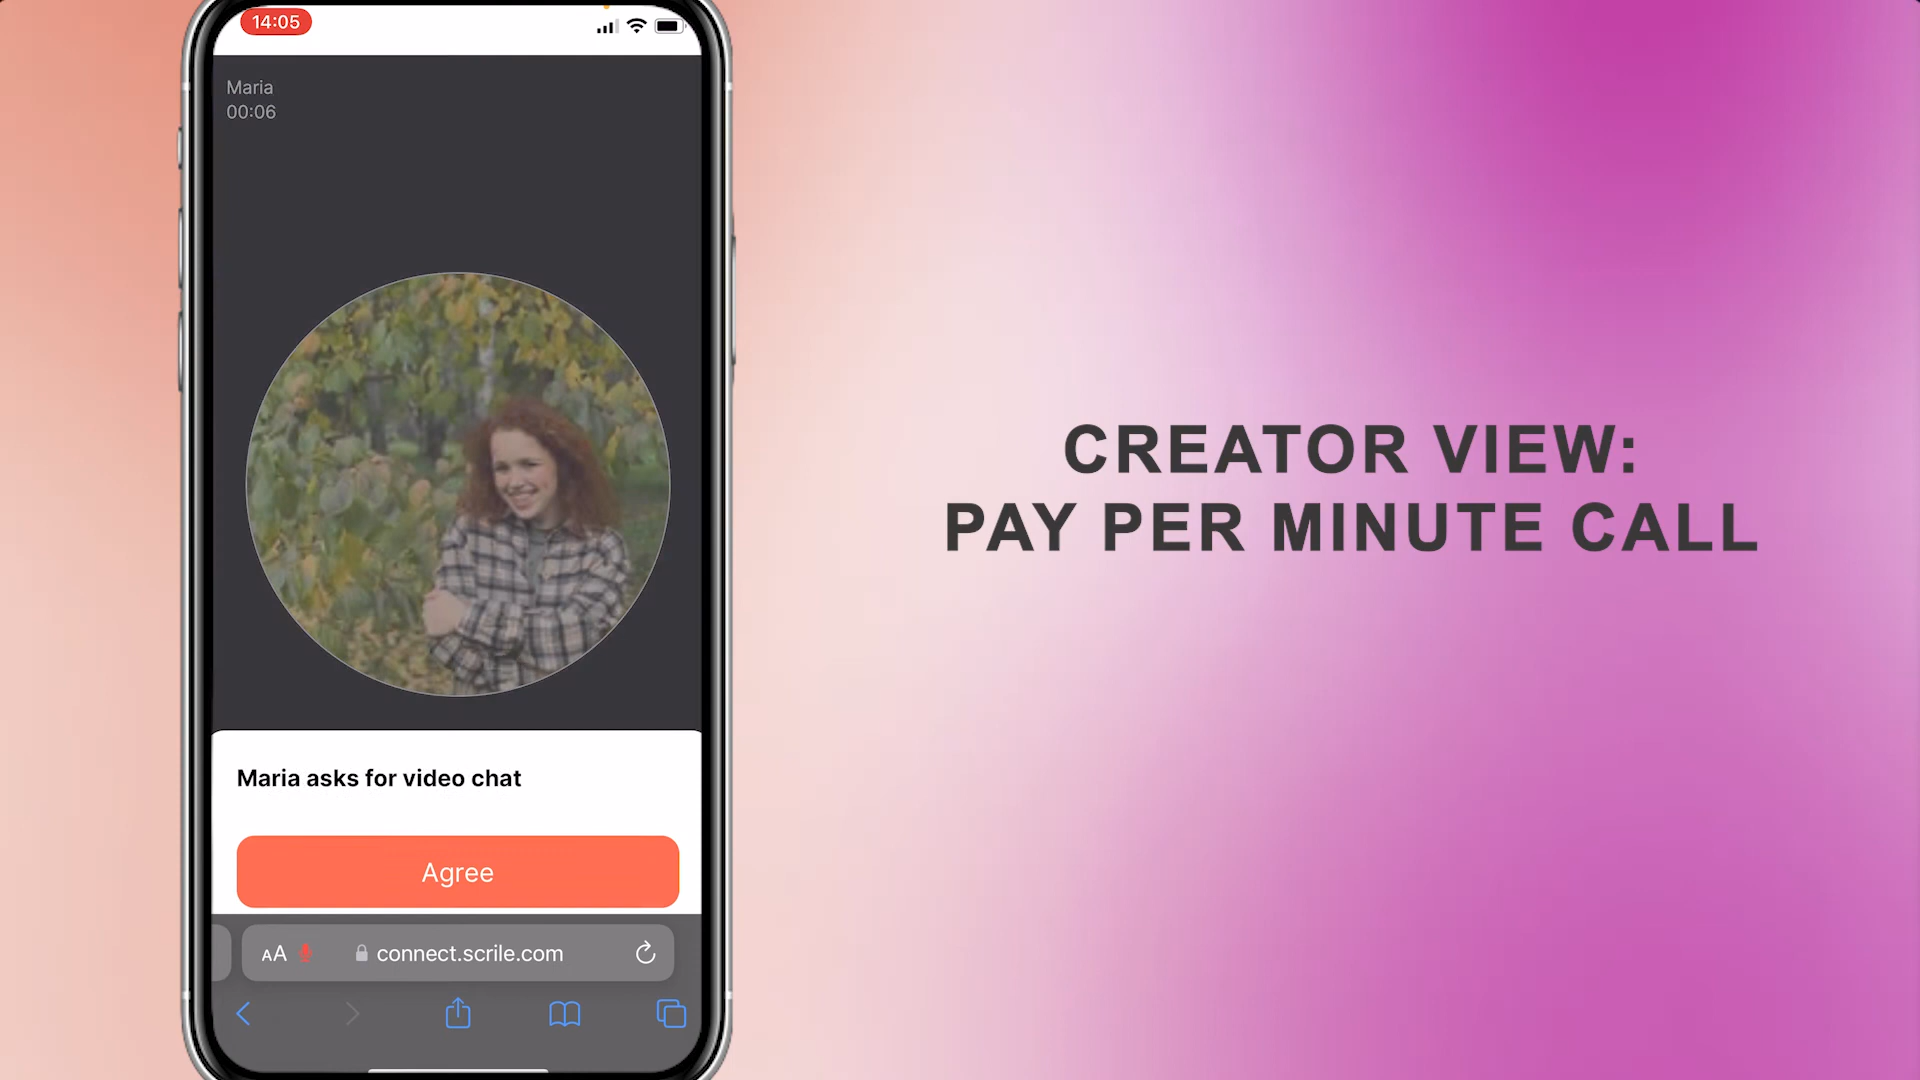 14:05
Maria
00:06
CREATOR VIEW:
PAY PER MINUTE CALL
Maria asks for video chat
Agree
AA connect.scrile.com